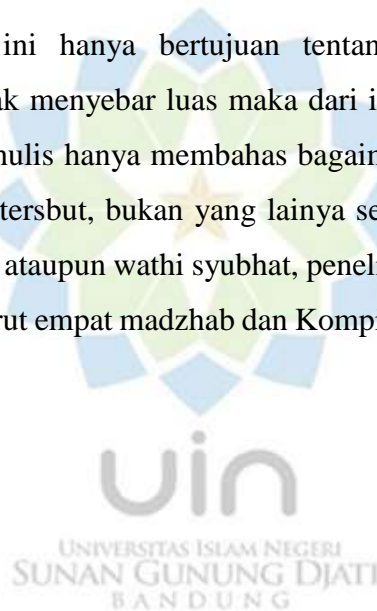 ini hanya bertujuan tentan
ak menyebar luas maka dari i
nulis hanya membahas bagain
tersbut, bukan yang lainya se
ataupun wathi syubhat, penel
rut empat madzhab dan Kompi
uin
UNIVERSITAS ISLAM NEGERI
SUNAN GUNUNG DJATI
BANDUNG